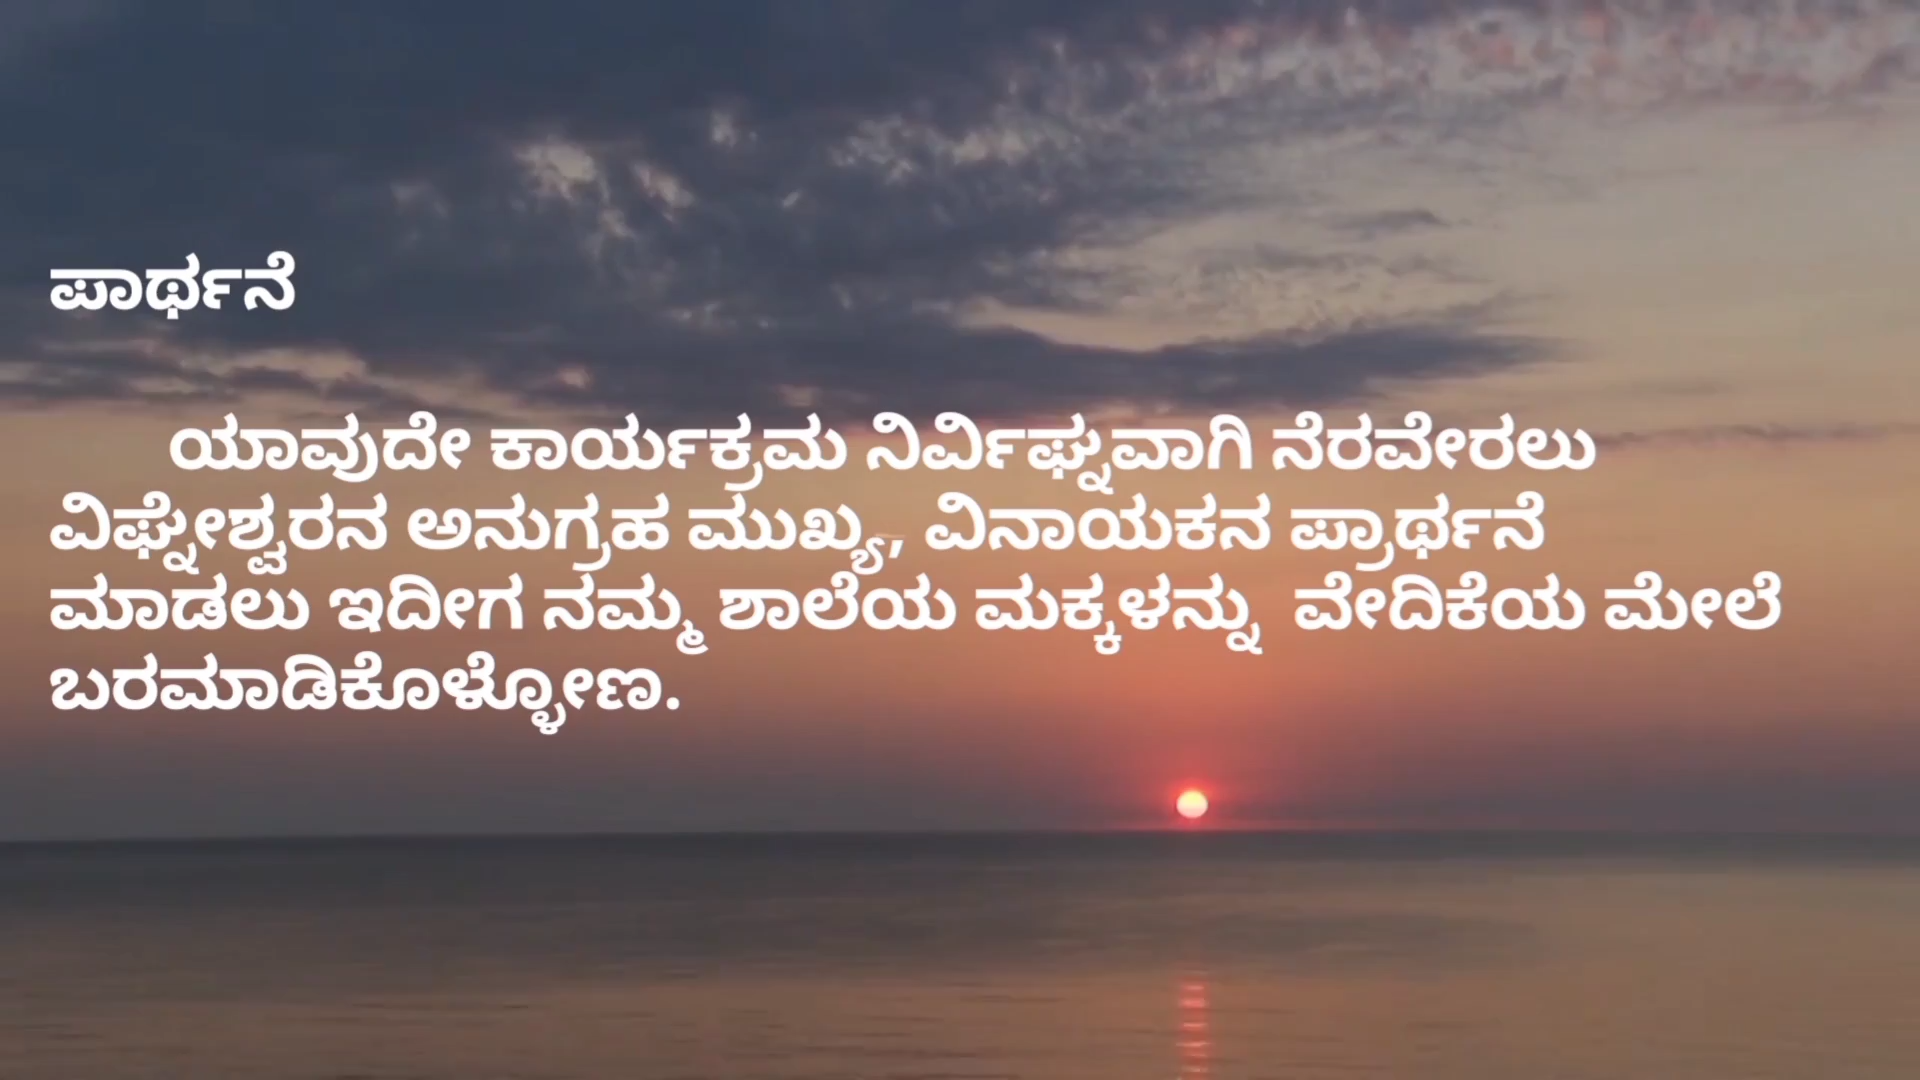 ಪಾರ್ಥನೆ
ಯಾವುದೇ ಕಾರ್ಯಕ್ರಮ ನಿರ್ವಿಘ್ನವಾಗಿ ನೆರವೇರಲು
ವಿಘ್ನೇಶ್ವರನ ಅನುಗ್ರಹ ಮುಖ್ಯ, ವಿನಾಯಕನ ಪ್ರಾರ್ಥನೆ
ಮಾಡಲು ಇದೀಗ ನಮ್ಮ ಶಾಲೆಯ ಮಕ್ಕಳನ್ನು ವೇದಿಕೆಯ ಮೇಲೆ
ಬರಮಾಡಿಕೊಳ್ಳೋಣ.